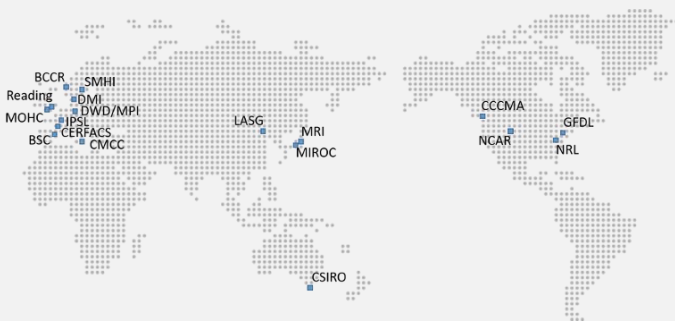 BCCR
SMHI
Reading
DMI
MOHC
DWD/MPI
IPSL
CERFACS
BSC
CMCC
LASG
MRI
MIROC
CSIRO
CCCMA
GFDL
NCAR
NRL